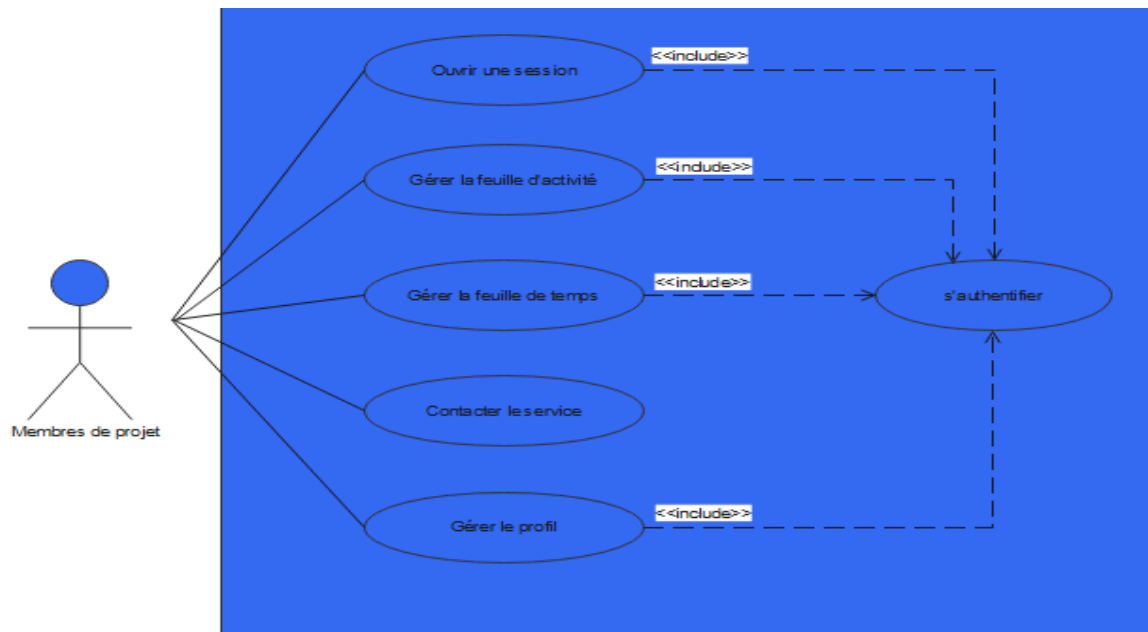 <<include>>
Ouvrir une session
<<include>>
Gérer la feuille d'activité
<<include>>
Gérer la feuille de temps
s'authentifier
Contacter le service
Membres de projet
<<include>>
Gérer le profil